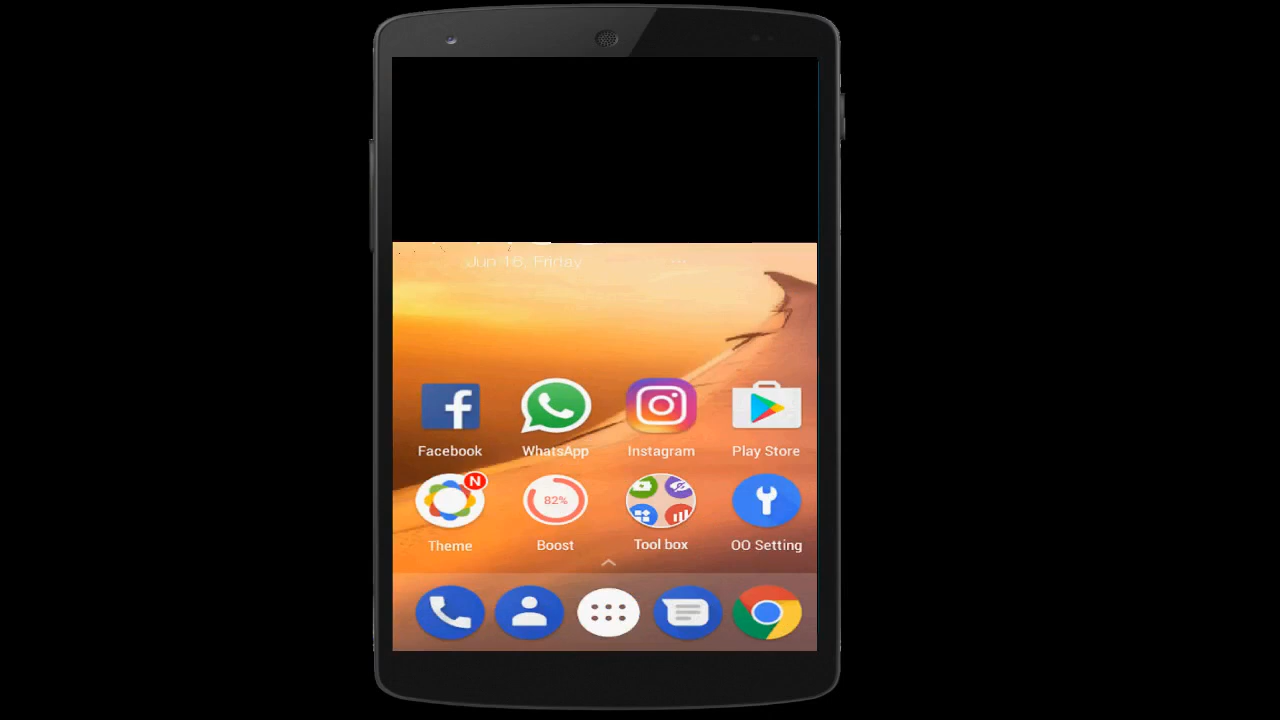 Jun 16, Friday
Facebook WhatsApp Instagram Play Store
N
82%
Theme Boost Tool box OO Setting